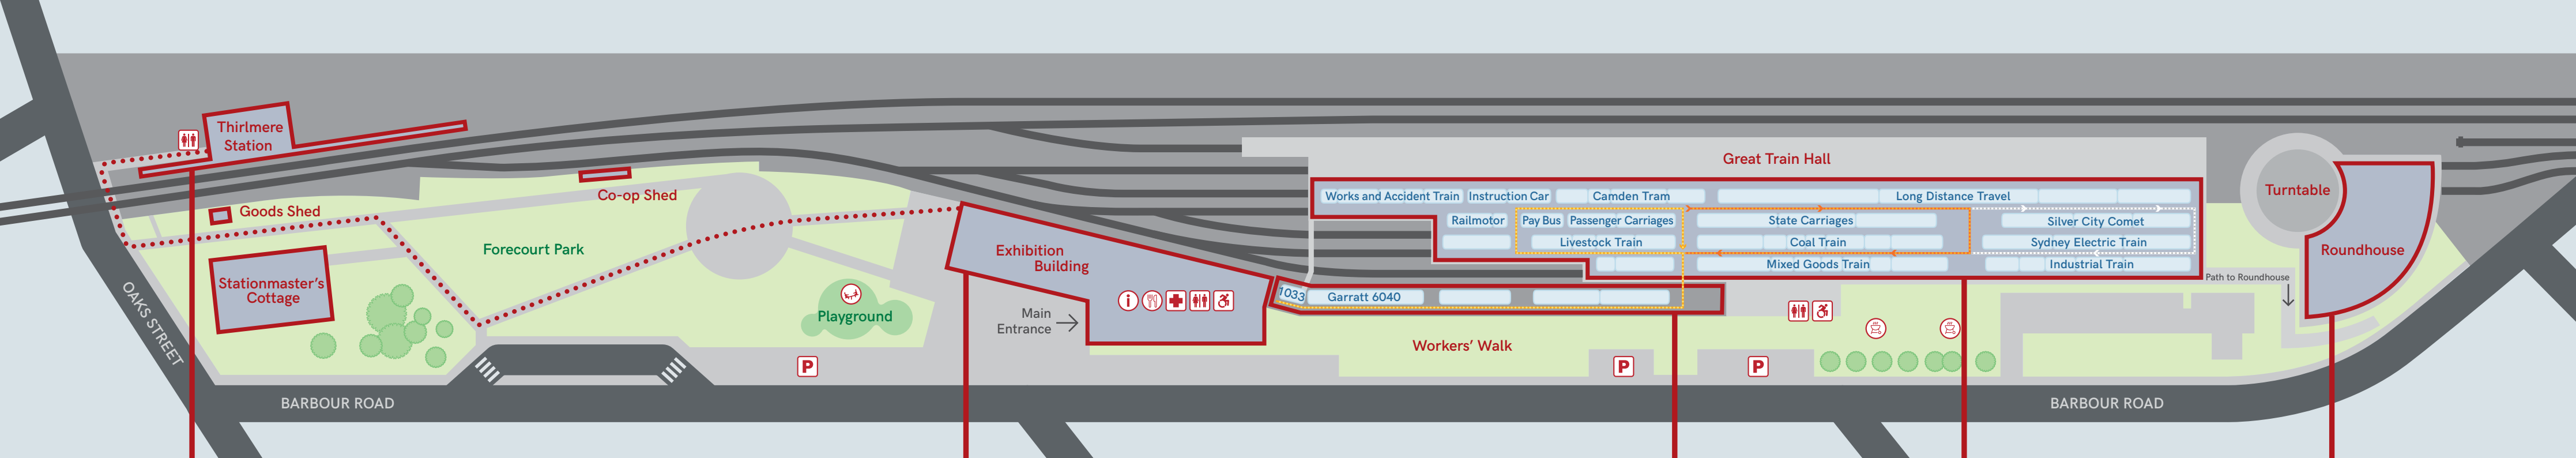 Thirlmere
Station
Goods Shed
Stationmaster's
Cottage
OAKS STREET
BARBOUR ROAD
Forecourt Park
Co-op Shed
Playground
P
Exhibition
Building
Main
Entrance
i
1033
Garratt 6040
Workers' Walk
P
P
Great Train Hall
Works and Accident Train
Instruction Car
Camden Tram
Long Distance Travel
Railmotor
Pay Bus
Passenger Carriages
State Carriages
Silver City Comet
Livestock Train
Coal Train
Sydney Electric Train
Mixed Goods Train
Industrial Train
Turntable
Roundhouse
Path to Roundhouse
BARBOUR ROAD